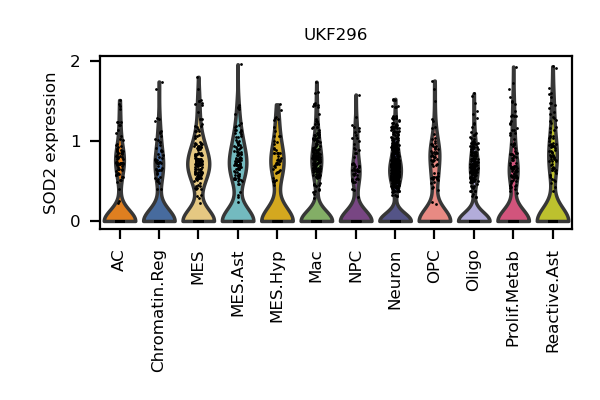 UKF296
SOD2 expression
2
1
0
AC
Chromatin.Reg
MES
MES.Ast
MES.Hyp
Mac
NPC
Neuron
OPC
Oligo
Prolif.Metab
Reactive.Ast